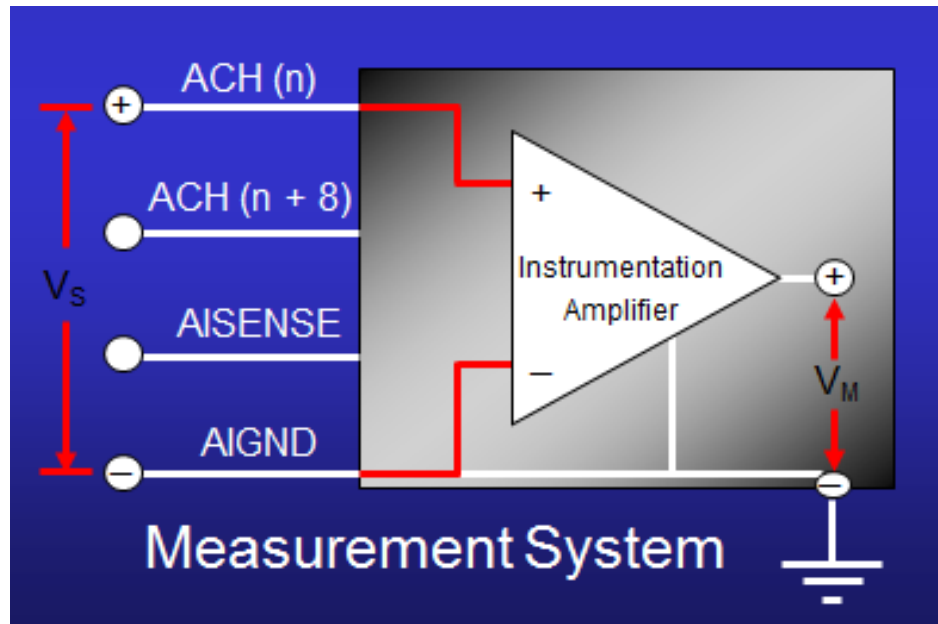 ACH (n)
+
ACH (n + 8)
+
Instrumentation
+
Amplifier
VS
AISENSE
VM
–
AIGND
–
–
Measurement System